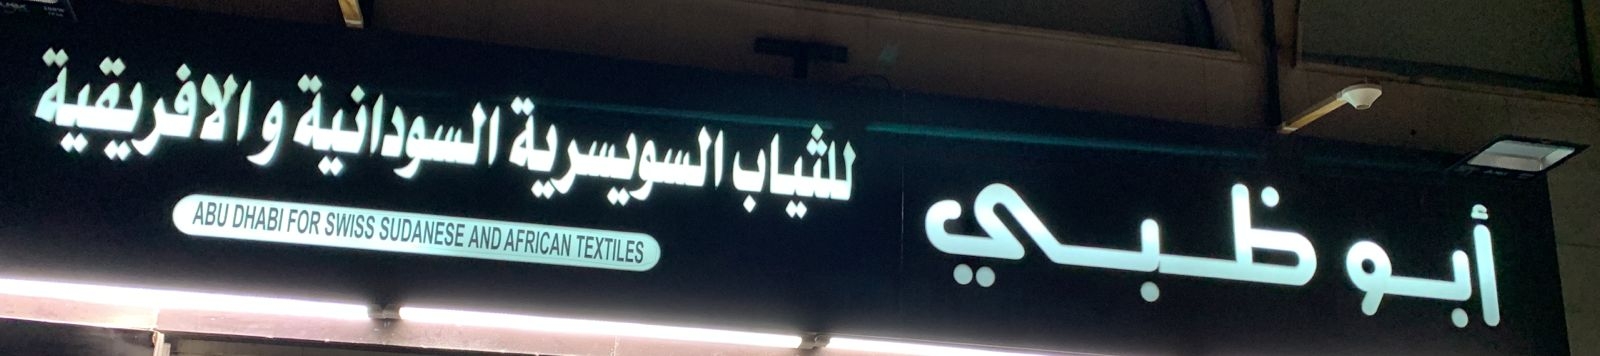 أبوظبي
للثياب السويسرية السودانية و الافريقية
ABU DHABI FOR SWISS SUDANESE AND AFRICAN TEXTILES